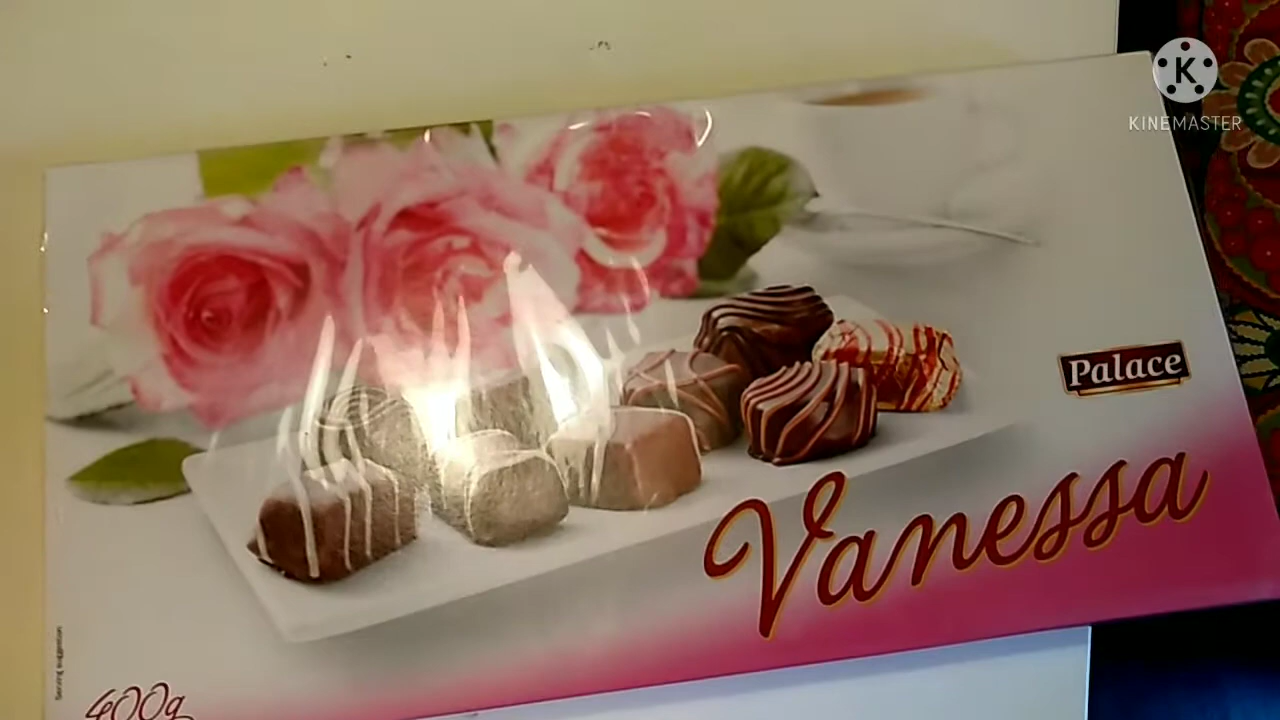 K
KINEMASTER
Palace
Vanessa
Serving suggestion
400g